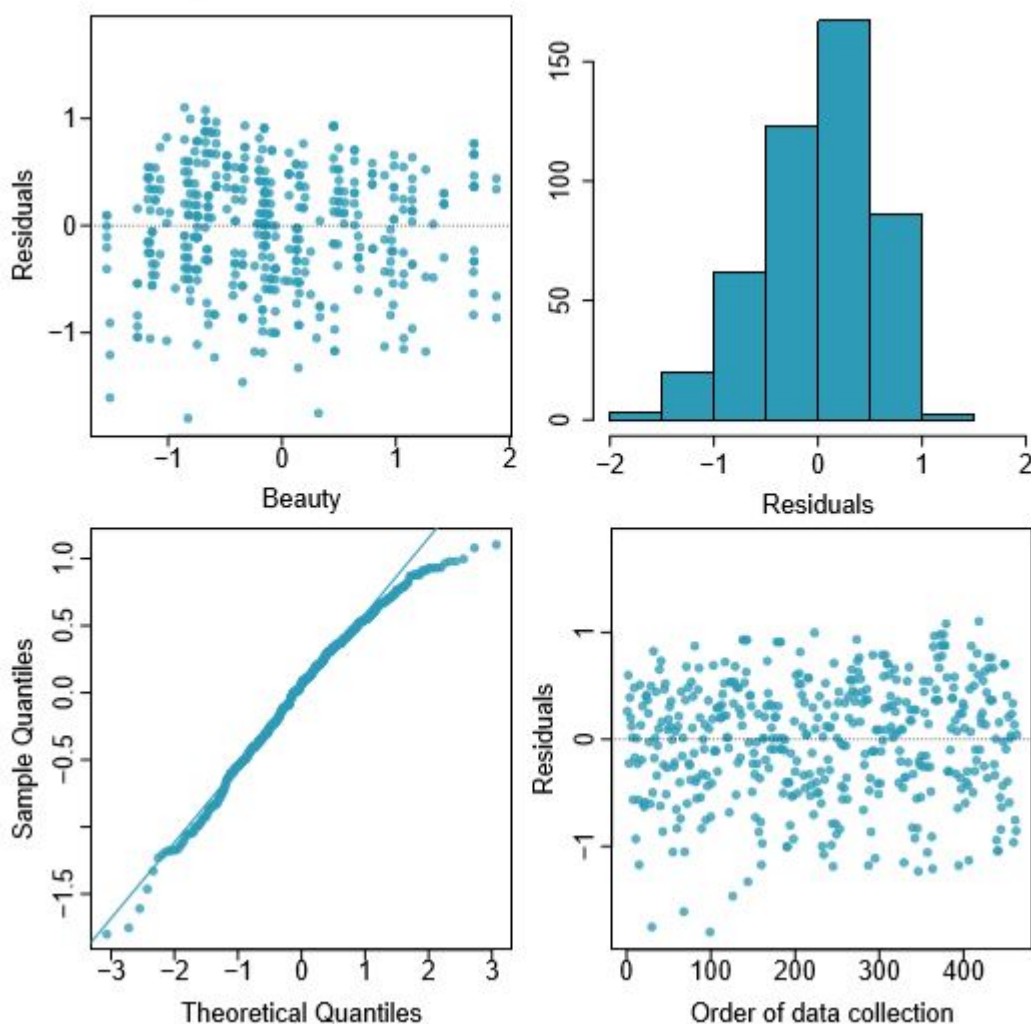 1
0
−1
Residuals
−1 0 1 2
Beauty
150
100
50
0
−2 −1 0 1 2
Residuals
1.0
0.5
0.0
−0.5
−1.5
Sample Quantiles
−3 −2 −1 0 1 2 3
Theoretical Quantiles
1
0
−1
Residuals
0 100 200 300 400
Order of data collection